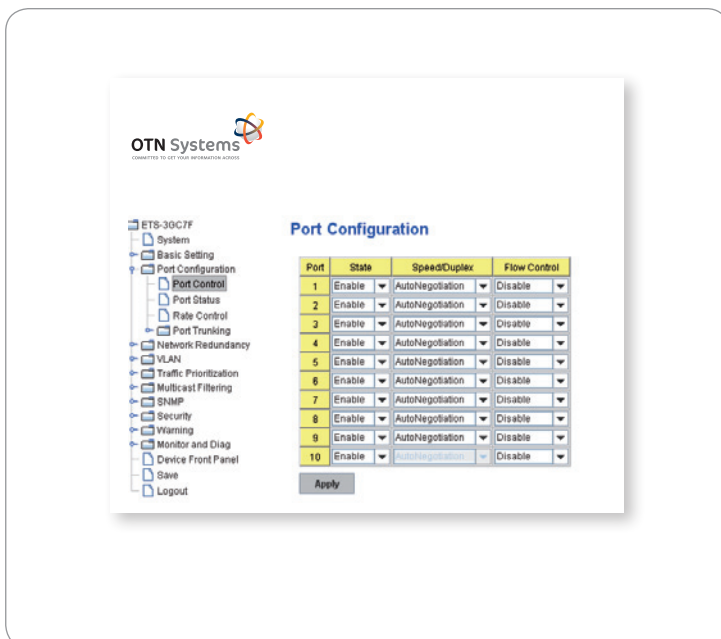 OTN Systems
COMMITTED TO GET YOUR INFORMATION ACROSS
ETS-3GC7F
System
Basic Setting
Port Configuration
Port Control
Port Status
Rate Control
Port Trunking
Network Redundancy
VLAN
Traffic Prioritization
Multicast Filtering
SNMP
Security
Warning
Monitor and Diag
Device Front Panel
Save
Logout
Port Configuration
Port State Speed/Duplex Flow Control
1 Enable AutoNegotiation Disable
2 Enable AutoNegotiation Disable
3 Enable AutoNegotiation Disable
4 Enable AutoNegotiation Disable
5 Enable AutoNegotiation Disable
6 Enable AutoNegotiation Disable
7 Enable AutoNegotiation Disable
8 Enable AutoNegotiation Disable
9 Enable AutoNegotiation Disable
10 Enable AutoNegotiation Disable
Apply